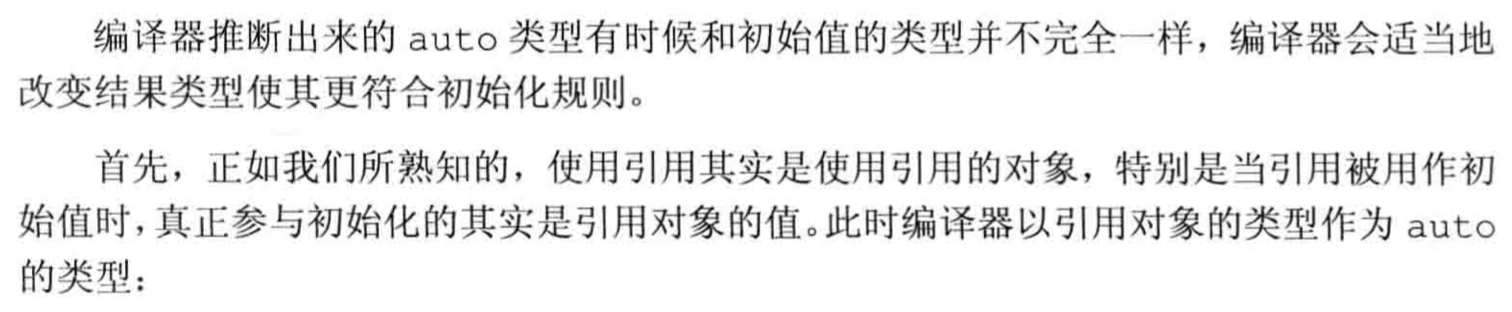 编译器推断出来的 auto 类型有时候和初始值的类型并不完全一样，编译器会适当地
改变结果类型使其更符合初始化规则。
首先，正如我们所熟知的，使用引用其实是使用引用的对象，特别是当引用被用作初
始值时，真正参与初始化的其实是引用对象的值。此时编译器以引用对象的类型作为 auto
的类型：